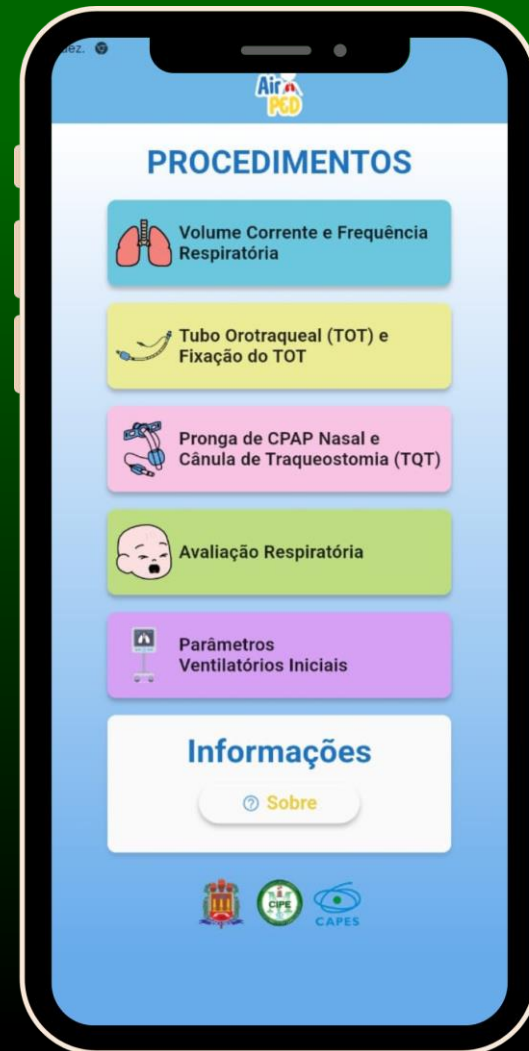 dez.
Air
PED
PROCEDIMENTOS
Volume Corrente e Frequência
Respiratória
Tubo Orotraqueal (TOT) e
Fixação do TOT
Pronga de CPAP Nasal e
Cânula de Traqueostomia (TQT)
Avaliação Respiratória
Parâmetros
Ventilatórios Iniciais
Informações
Sobre
CIPE
CAPES